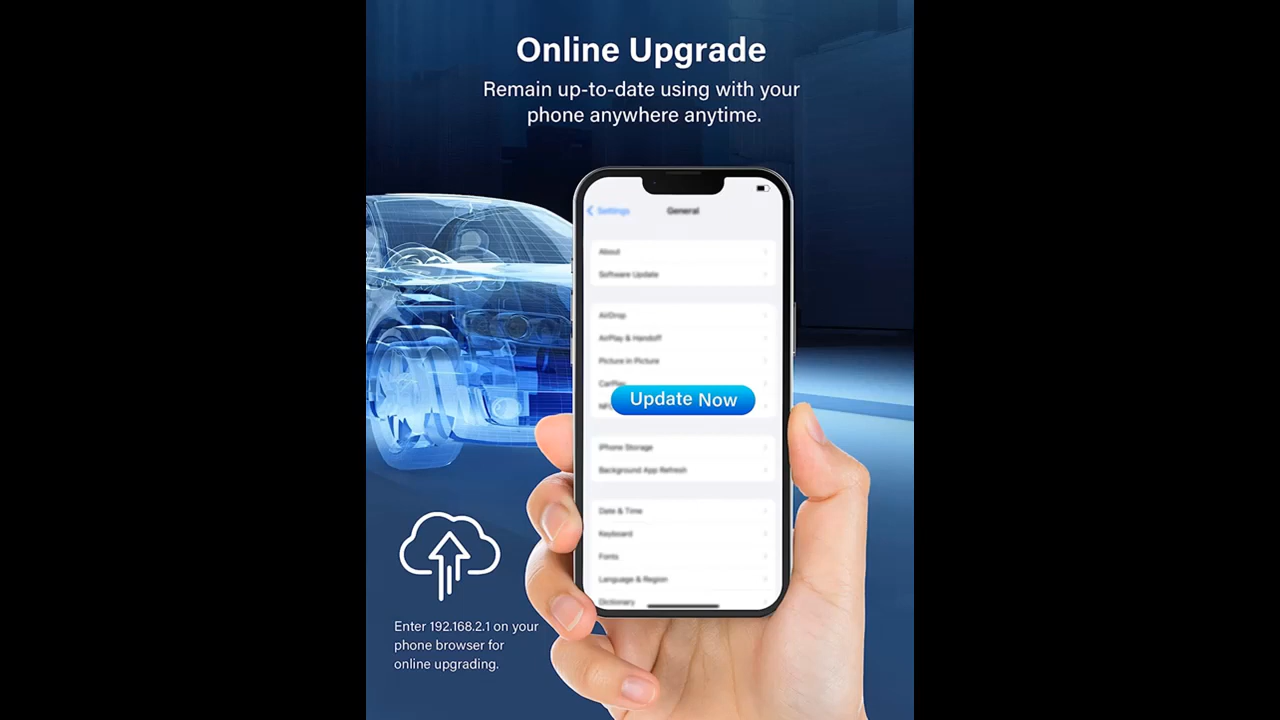 Online Upgrade
Remain up-to-date using with your
phone anywhere anytime.
Settings
General
About
Software Update
AirDrop
AirPlay & Handoff
Picture in Picture
CarPlay
Update Now
iPhone Storage
Background App Refresh
Date & Time
Keyboard
Fonts
Language & Region
Dictionary
Enter 192.168.2.1 on your
phone browser for
online upgrading.